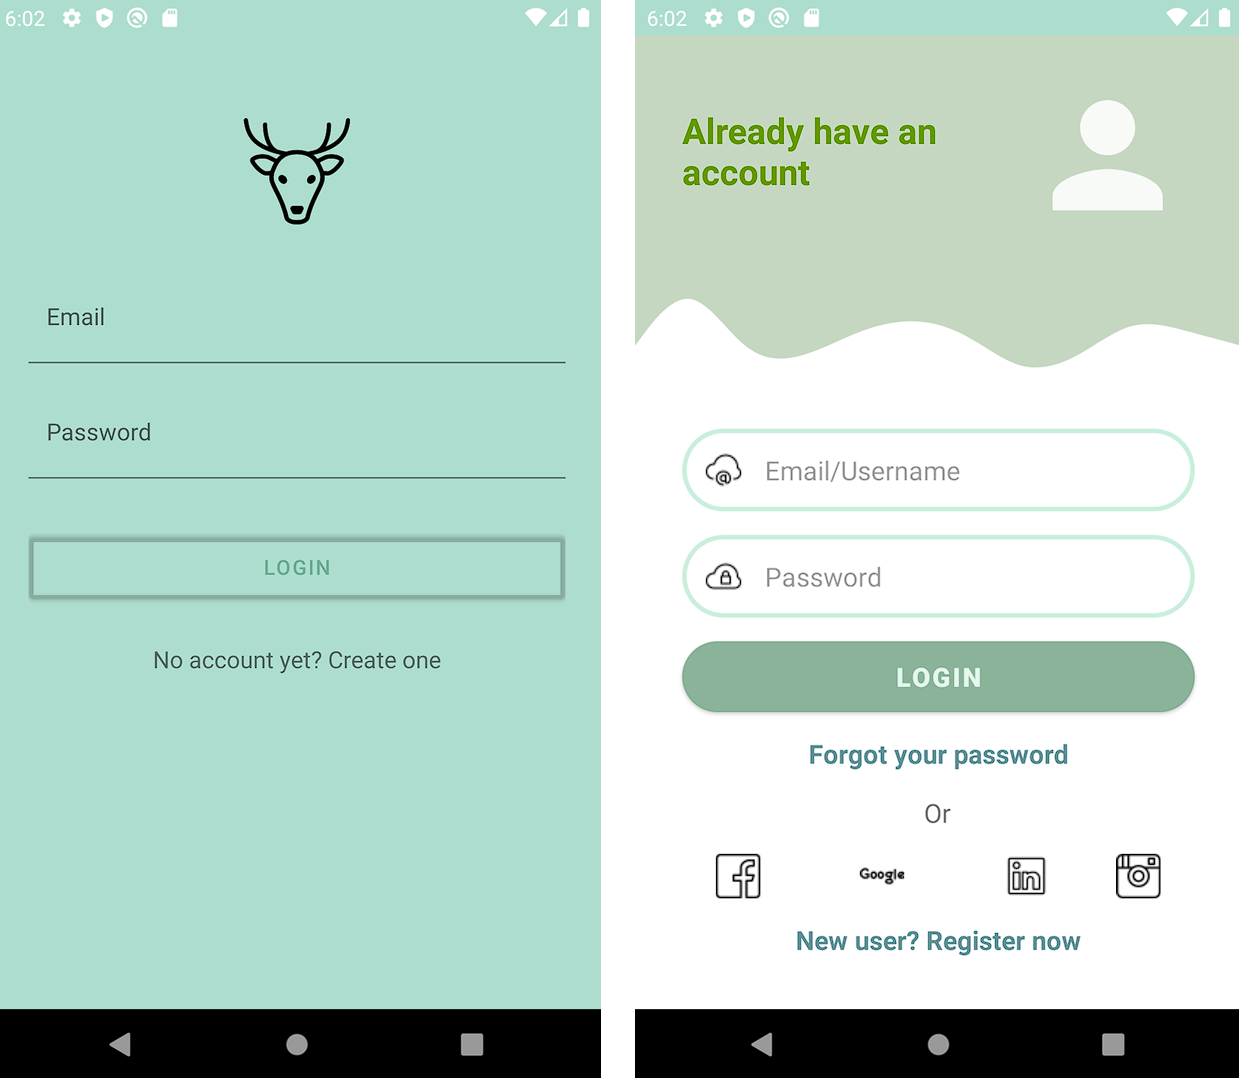 6:02
Email
Password
LOGIN
No account yet? Create one
6:02
Already have an
account
Email/Username
Password
LOGIN
Forgot your password
Or
Google
in
New user? Register now